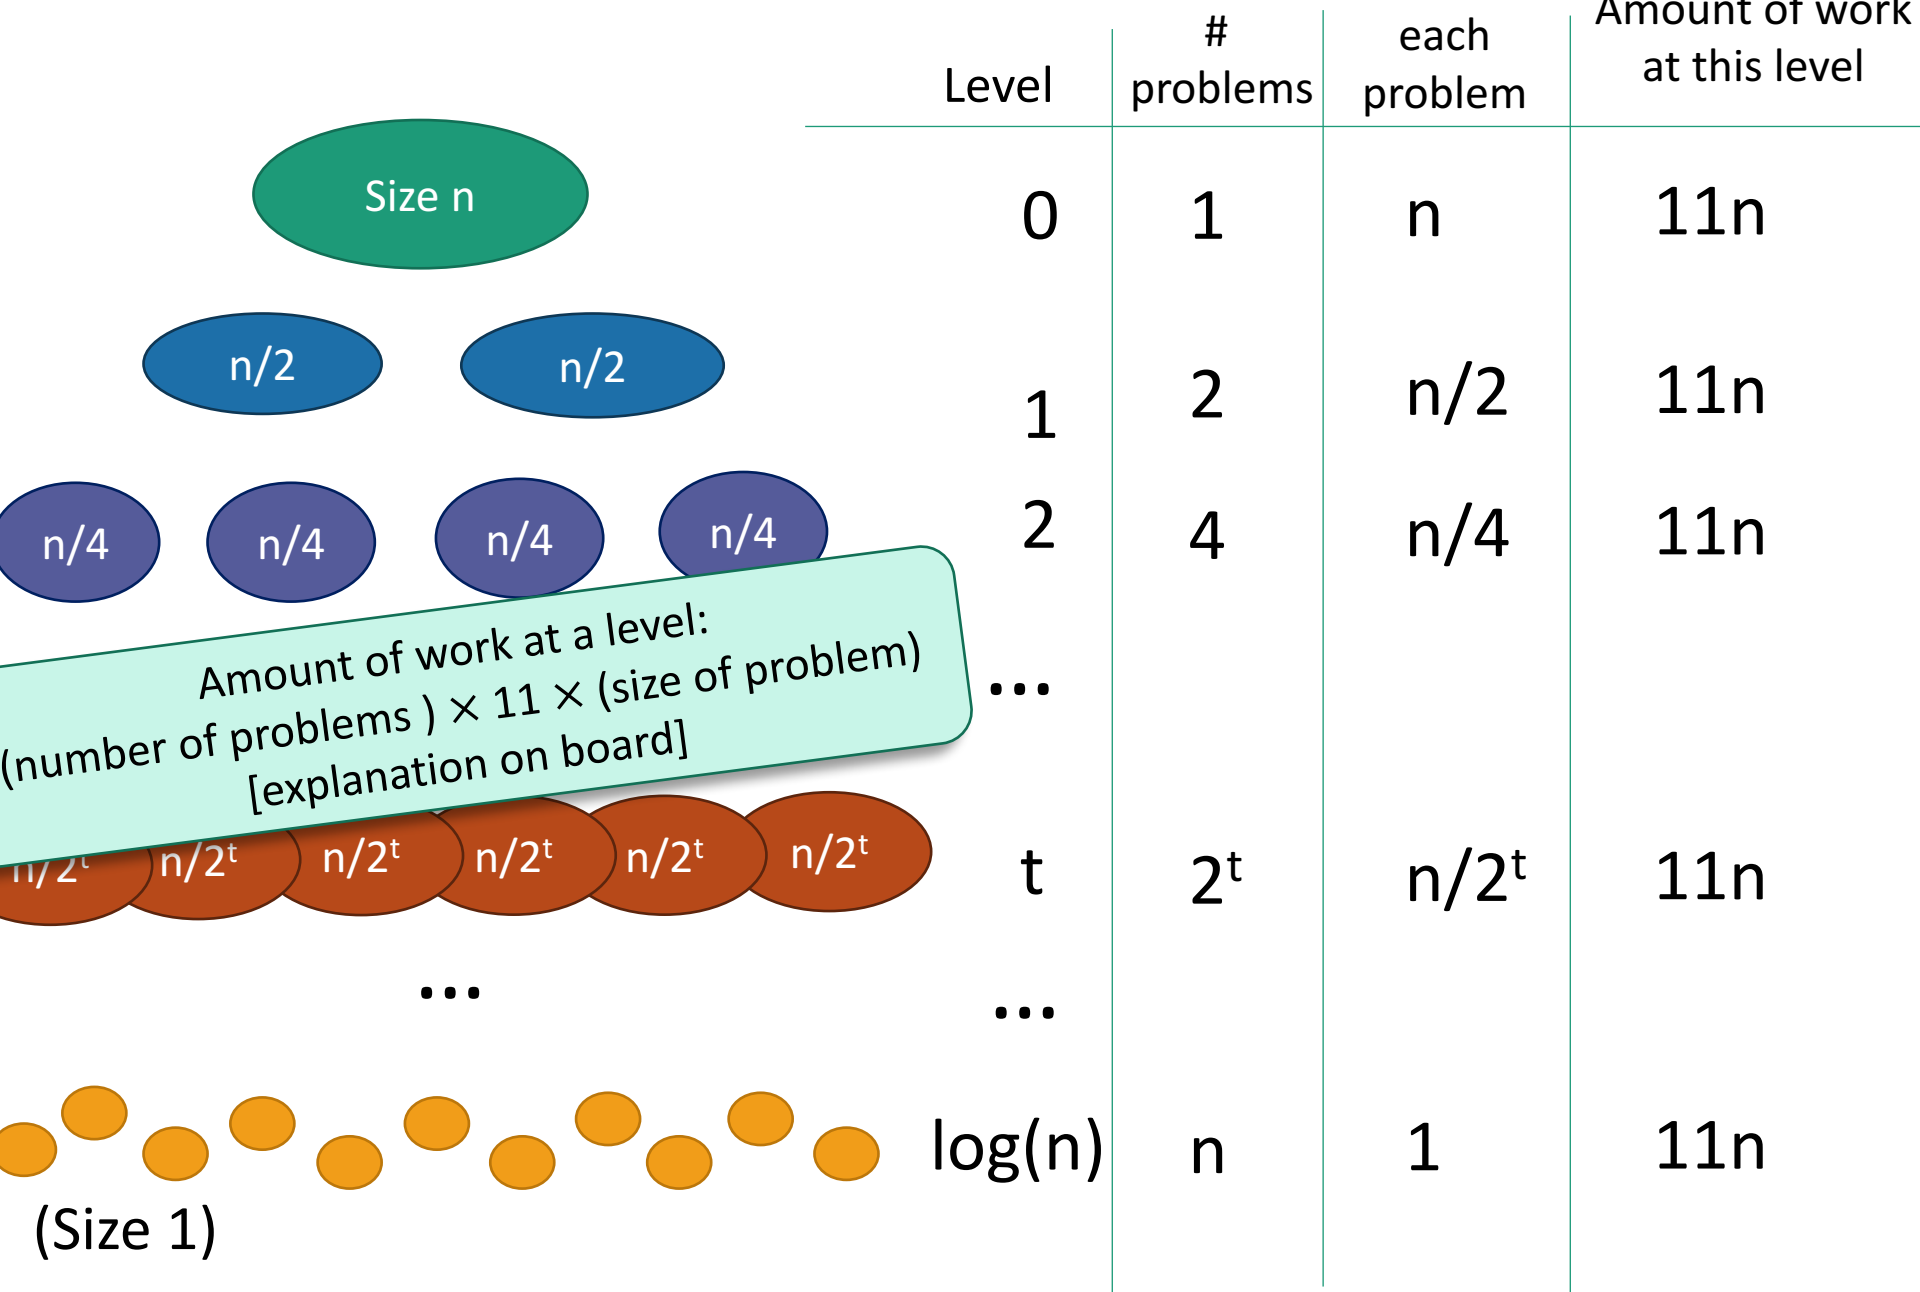 Amount of work
at this level
#
problems
each
problem
Level
Size n
0 1 n 11n
n/2 n/2
1 2 n/2 11n
n/4 n/4 n/4 n/4
2 4 n/4 11n
Amount of work at a level:
(number of problems ) × 11 × (size of problem)
[explanation on board]
...
n/2ᵗ n/2ᵗ n/2ᵗ n/2ᵗ n/2ᵗ n/2ᵗ
t 2ᵗ n/2ᵗ 11n
...
...
log(n) n 1 11n
(Size 1)